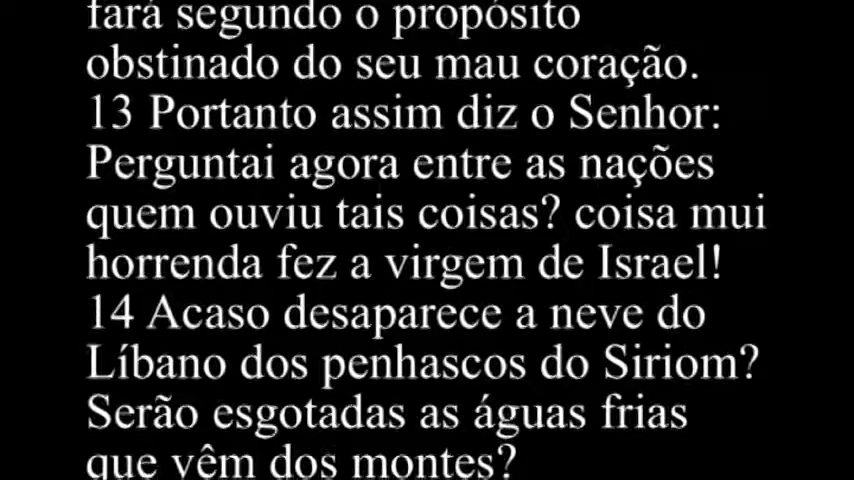 fará segundo o propósito
obstinado do seu mau coração.
13 Portanto assim diz o Senhor:
Perguntai agora entre as nações
quem ouviu tais coisas? coisa mui
horrenda fez a virgem de Israel!
14 Acaso desaparece a neve do
Líbano dos penhascos do Siriom?
Serão esgotadas as águas frias
que vêm dos montes?